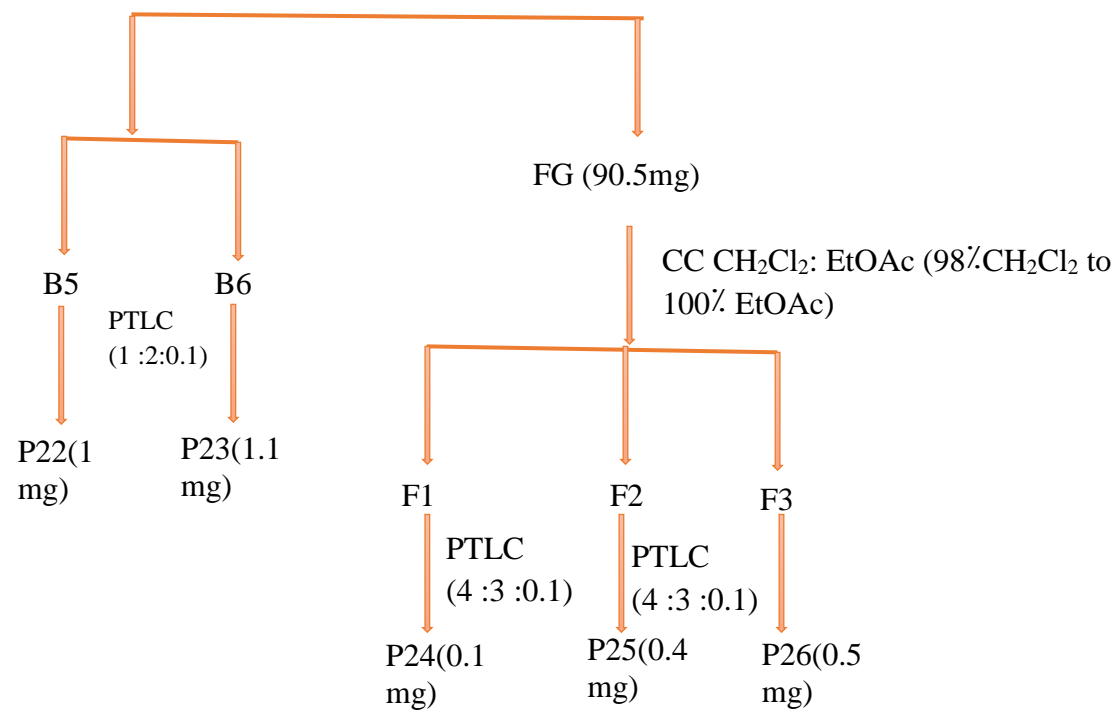 FG (90.5mg)
CC CH₂Cl₂: EtOAc (98٪CH₂Cl₂ to
100٪ EtOAc)
B5
B6
PTLC
(1 :2:0.1)
P22(1
mg)
P23(1.1
mg)
F1
F2
F3
PTLC
(4 :3 :0.1)
PTLC
(4 :3 :0.1)
P24(0.1
mg)
P25(0.4
mg)
P26(0.5
mg)